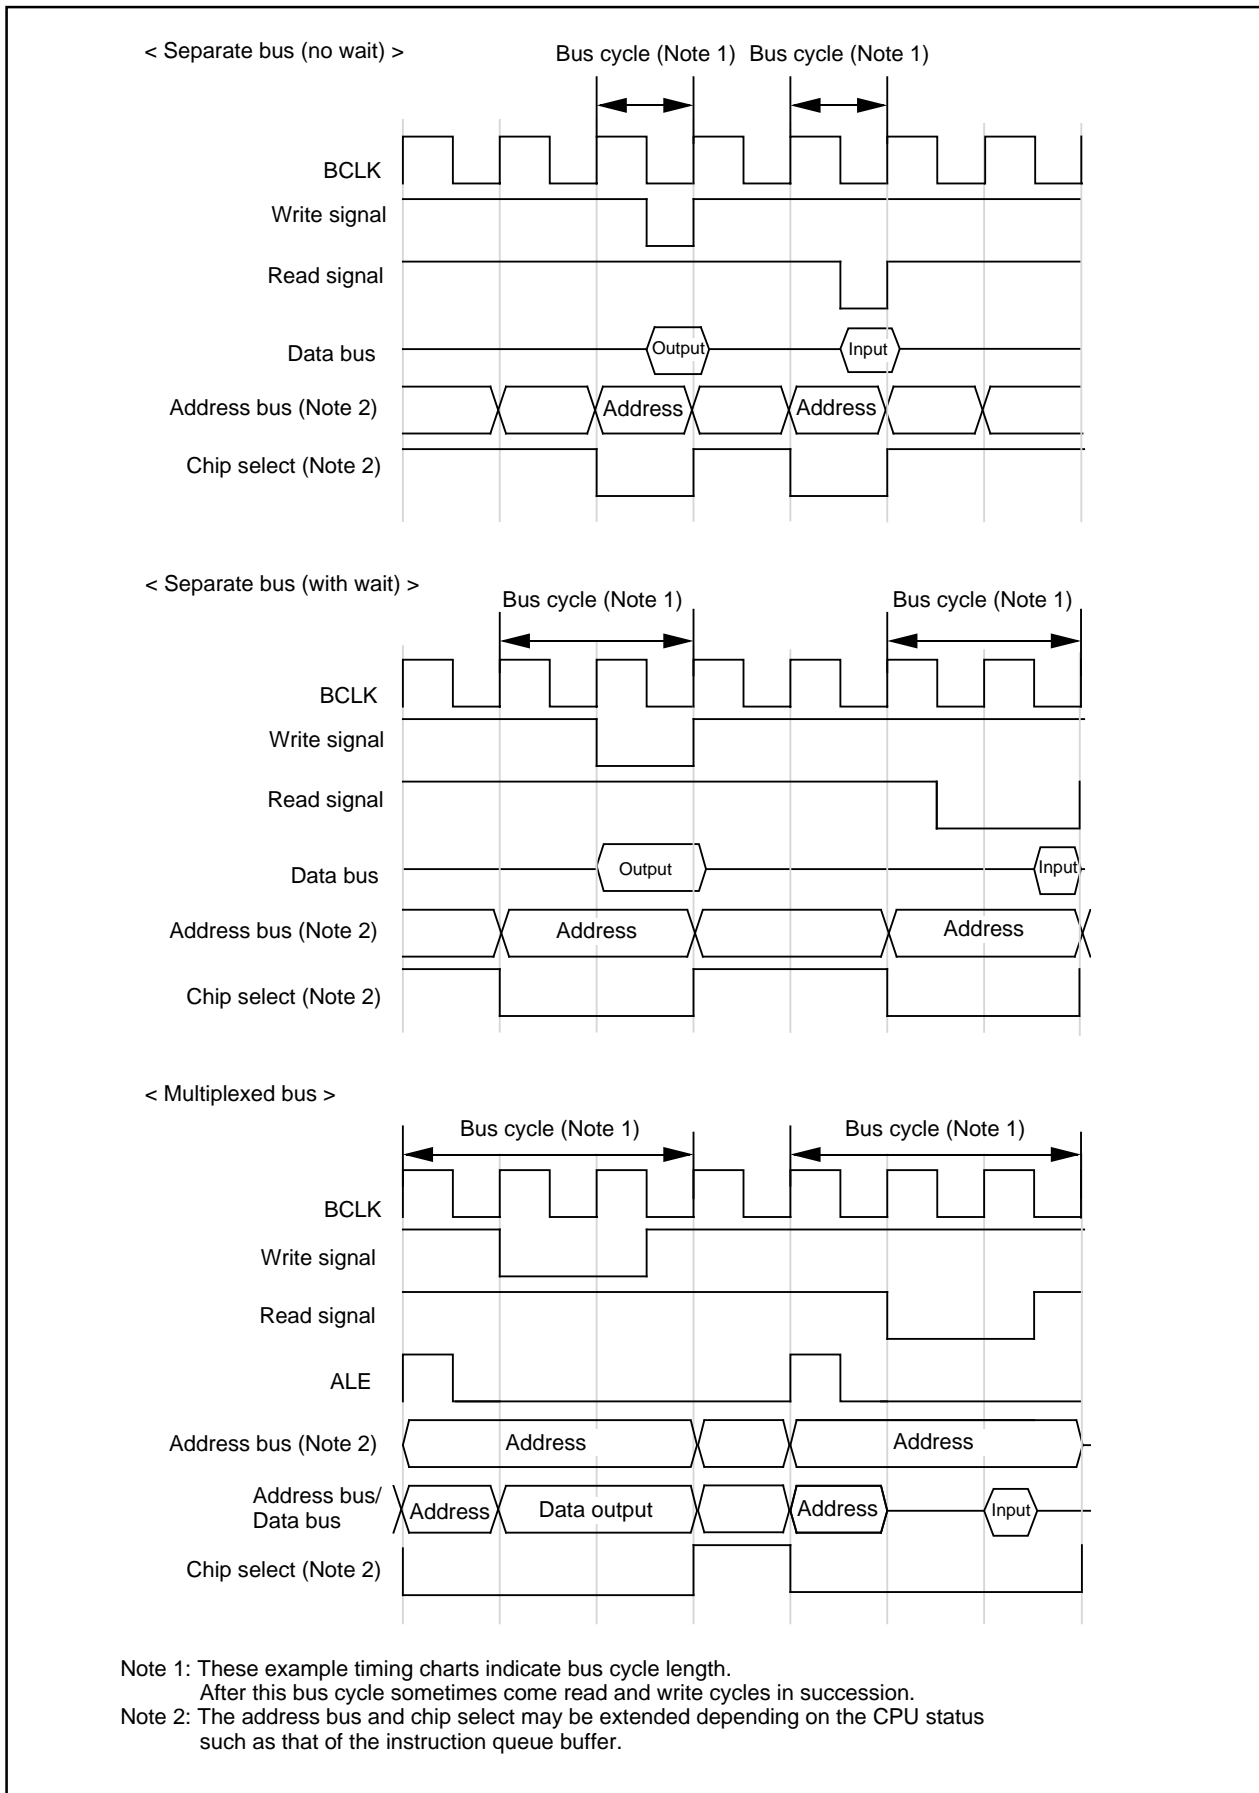 < Separate bus (no wait) >
Bus cycle (Note 1) Bus cycle (Note 1)
BCLK
Write signal
Read signal
Data bus
Output
Input
Address bus (Note 2)
Address
Address
Chip select (Note 2)
< Separate bus (with wait) >
Bus cycle (Note 1)
Bus cycle (Note 1)
BCLK
Write signal
Read signal
Data bus
Output
Input
Address bus (Note 2)
Address
Address
Chip select (Note 2)
< Multiplexed bus >
Bus cycle (Note 1)
Bus cycle (Note 1)
BCLK
Write signal
Read signal
ALE
Address bus (Note 2)
Address
Address
Address bus/
Data bus
Address
Data output
Address
Input
Chip select (Note 2)
Note 1: These example timing charts indicate bus cycle length.
After this bus cycle sometimes come read and write cycles in succession.
Note 2: The address bus and chip select may be extended depending on the CPU status
such as that of the instruction queue buffer.